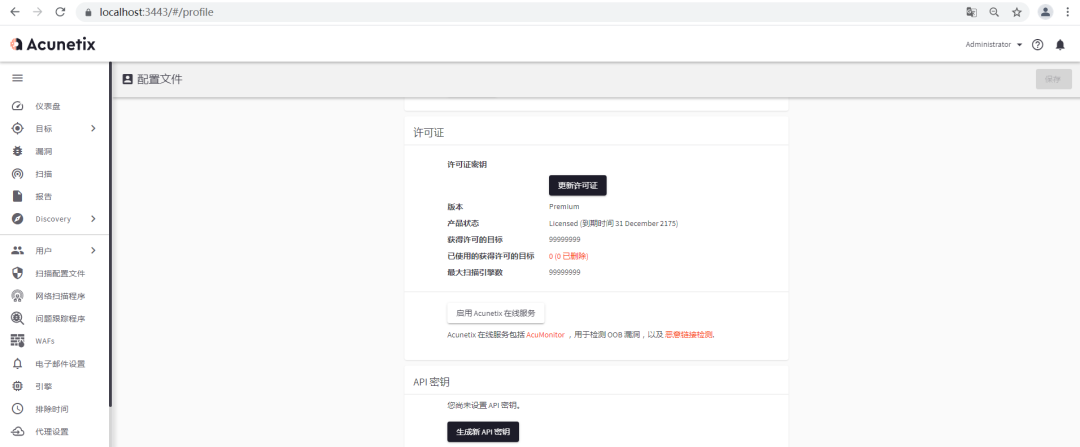 localhost:3443/#/profile
Acunetix
Administrator
配置文件
保存
仪表盘
目标
漏洞
扫描
报告
Discovery
用户
扫描配置文件
网络扫描程序
问题跟踪程序
WAFs
电子邮件设置
引擎
排除时间
代理设置
许可证
许可证密钥
更新许可证
版本 Premium
产品状态 Licensed (到期时间 31 December 2175)
获得许可的目标 99999999
已使用的获得许可的目标 0 (0 已删除)
最大扫描引擎数 99999999
启用 Acunetix 在线服务
Acunetix 在线服务包括 AcuMonitor ，用于检测 OOB 漏洞，以及 恶意链接检测.
API 密钥
您尚未设置 API 密钥。
生成新 API 密钥